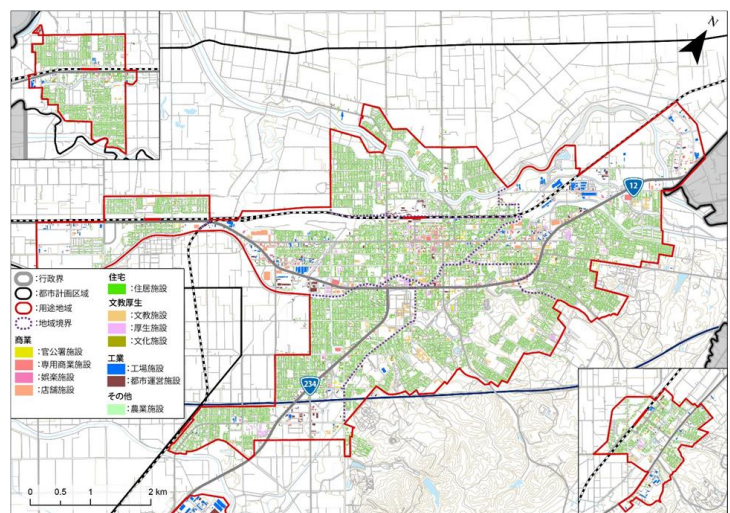 N
12
234
:行政界
:都市計画区域
:用途地域
:地域境界
商業
:官公署施設
:専用商業施設
:娯楽施設
:店舗施設
住宅
:住居施設
文教厚生
:文教施設
:厚生施設
:文化施設
工業
:工場施設
:都市運営施設
その他
:農業施設
0 0.5 1 2 km